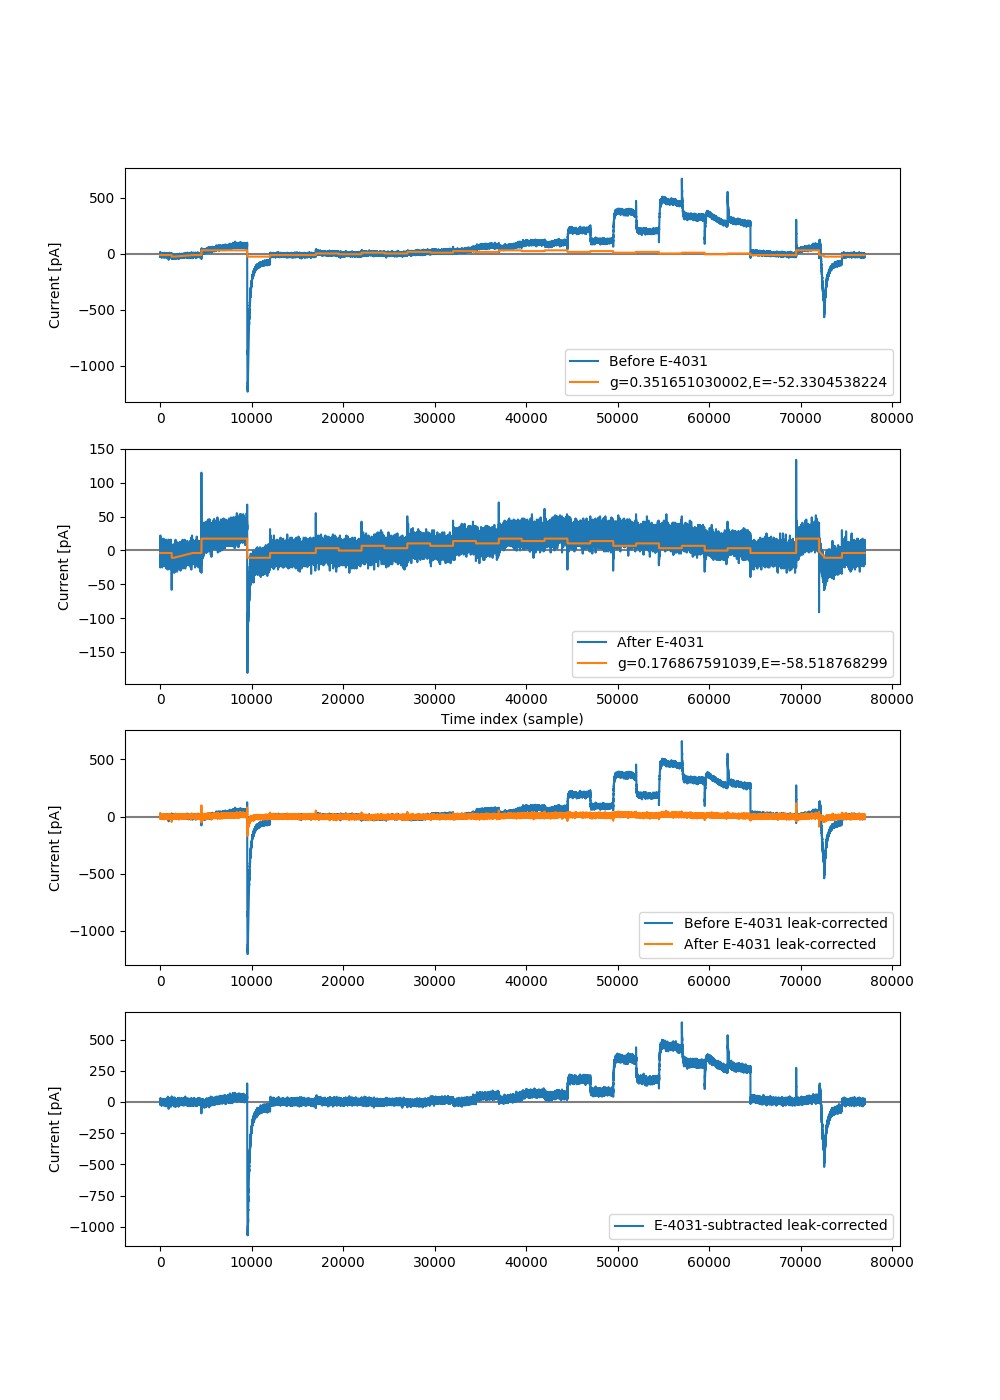 500
0
−500
−1000
Current [pA]
Before E-4031
g=0.351651030002,E=-52.3304538224
0 10000 20000 30000 40000 50000 60000 70000 80000
150
100
50
0
−50
−100
−150
Current [pA]
After E-4031
g=0.176867591039,E=-58.518768299
0 10000 20000 30000 40000 50000 60000 70000 80000
Time index (sample)
500
0
−500
−1000
Current [pA]
Before E-4031 leak-corrected
After E-4031 leak-corrected
0 10000 20000 30000 40000 50000 60000 70000 80000
500
250
0
−250
−500
−750
−1000
Current [pA]
E-4031-subtracted leak-corrected
0 10000 20000 30000 40000 50000 60000 70000 80000